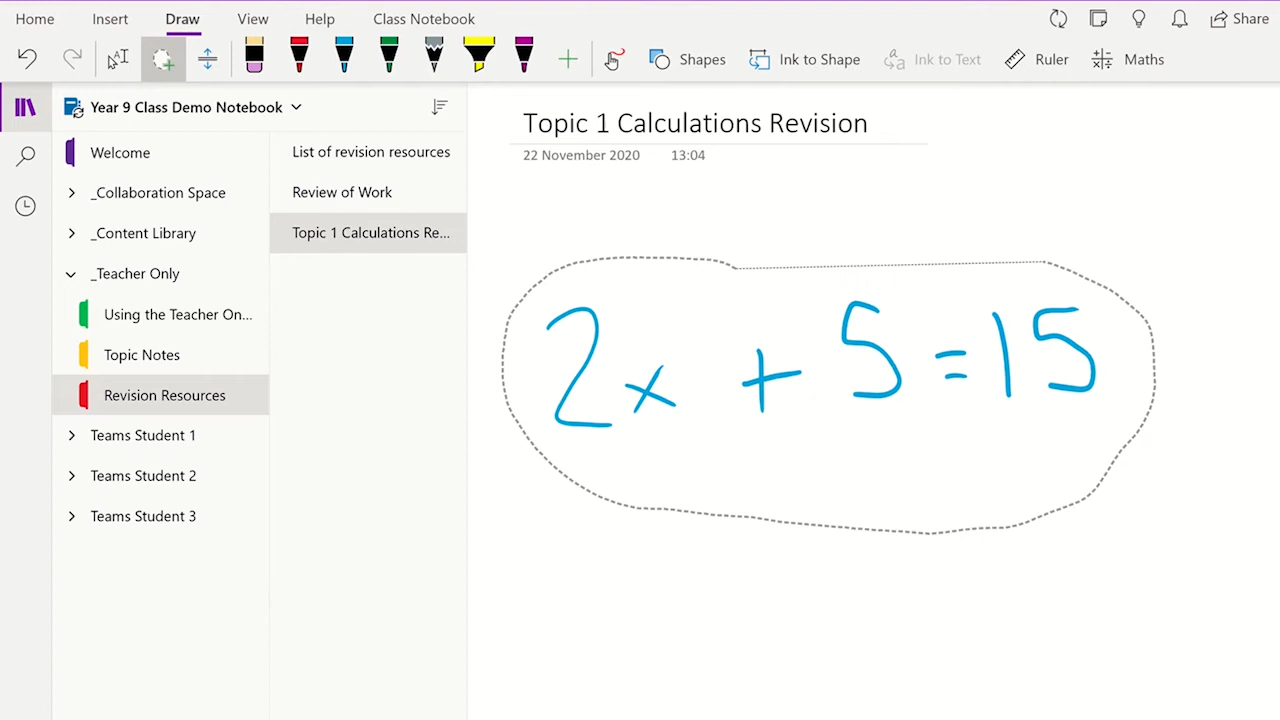 Home Insert Draw View Help Class Notebook Share
Shapes Ink to Shape Ink to Text Ruler Maths
Year 9 Class Demo Notebook
Welcome
_Collaboration Space
_Content Library
_Teacher Only
Using the Teacher On...
Topic Notes
Revision Resources
Teams Student 1
Teams Student 2
Teams Student 3
List of revision resources
Review of Work
Topic 1 Calculations Re...
Topic 1 Calculations Revision
22 November 2020 13:04
2x + 5 = 15